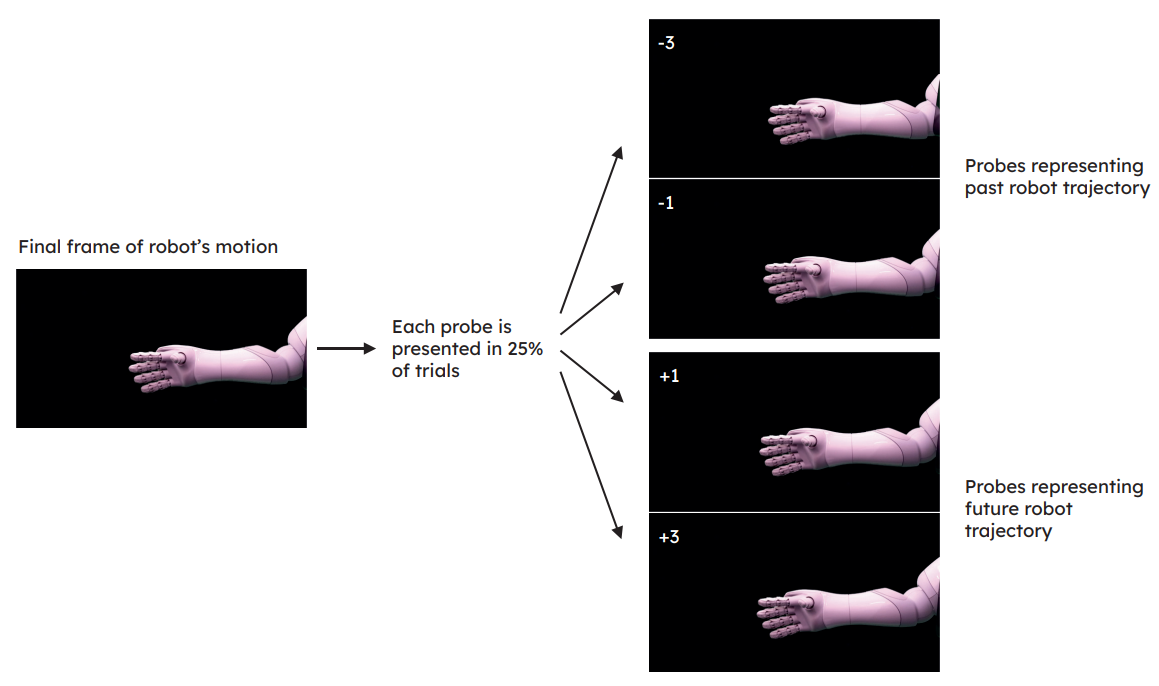 Final frame of robot's motion
Each probe is
presented in 25%
of trials
-3
-1
Probes representing
past robot trajectory
+1
+3
Probes representing
future robot
trajectory